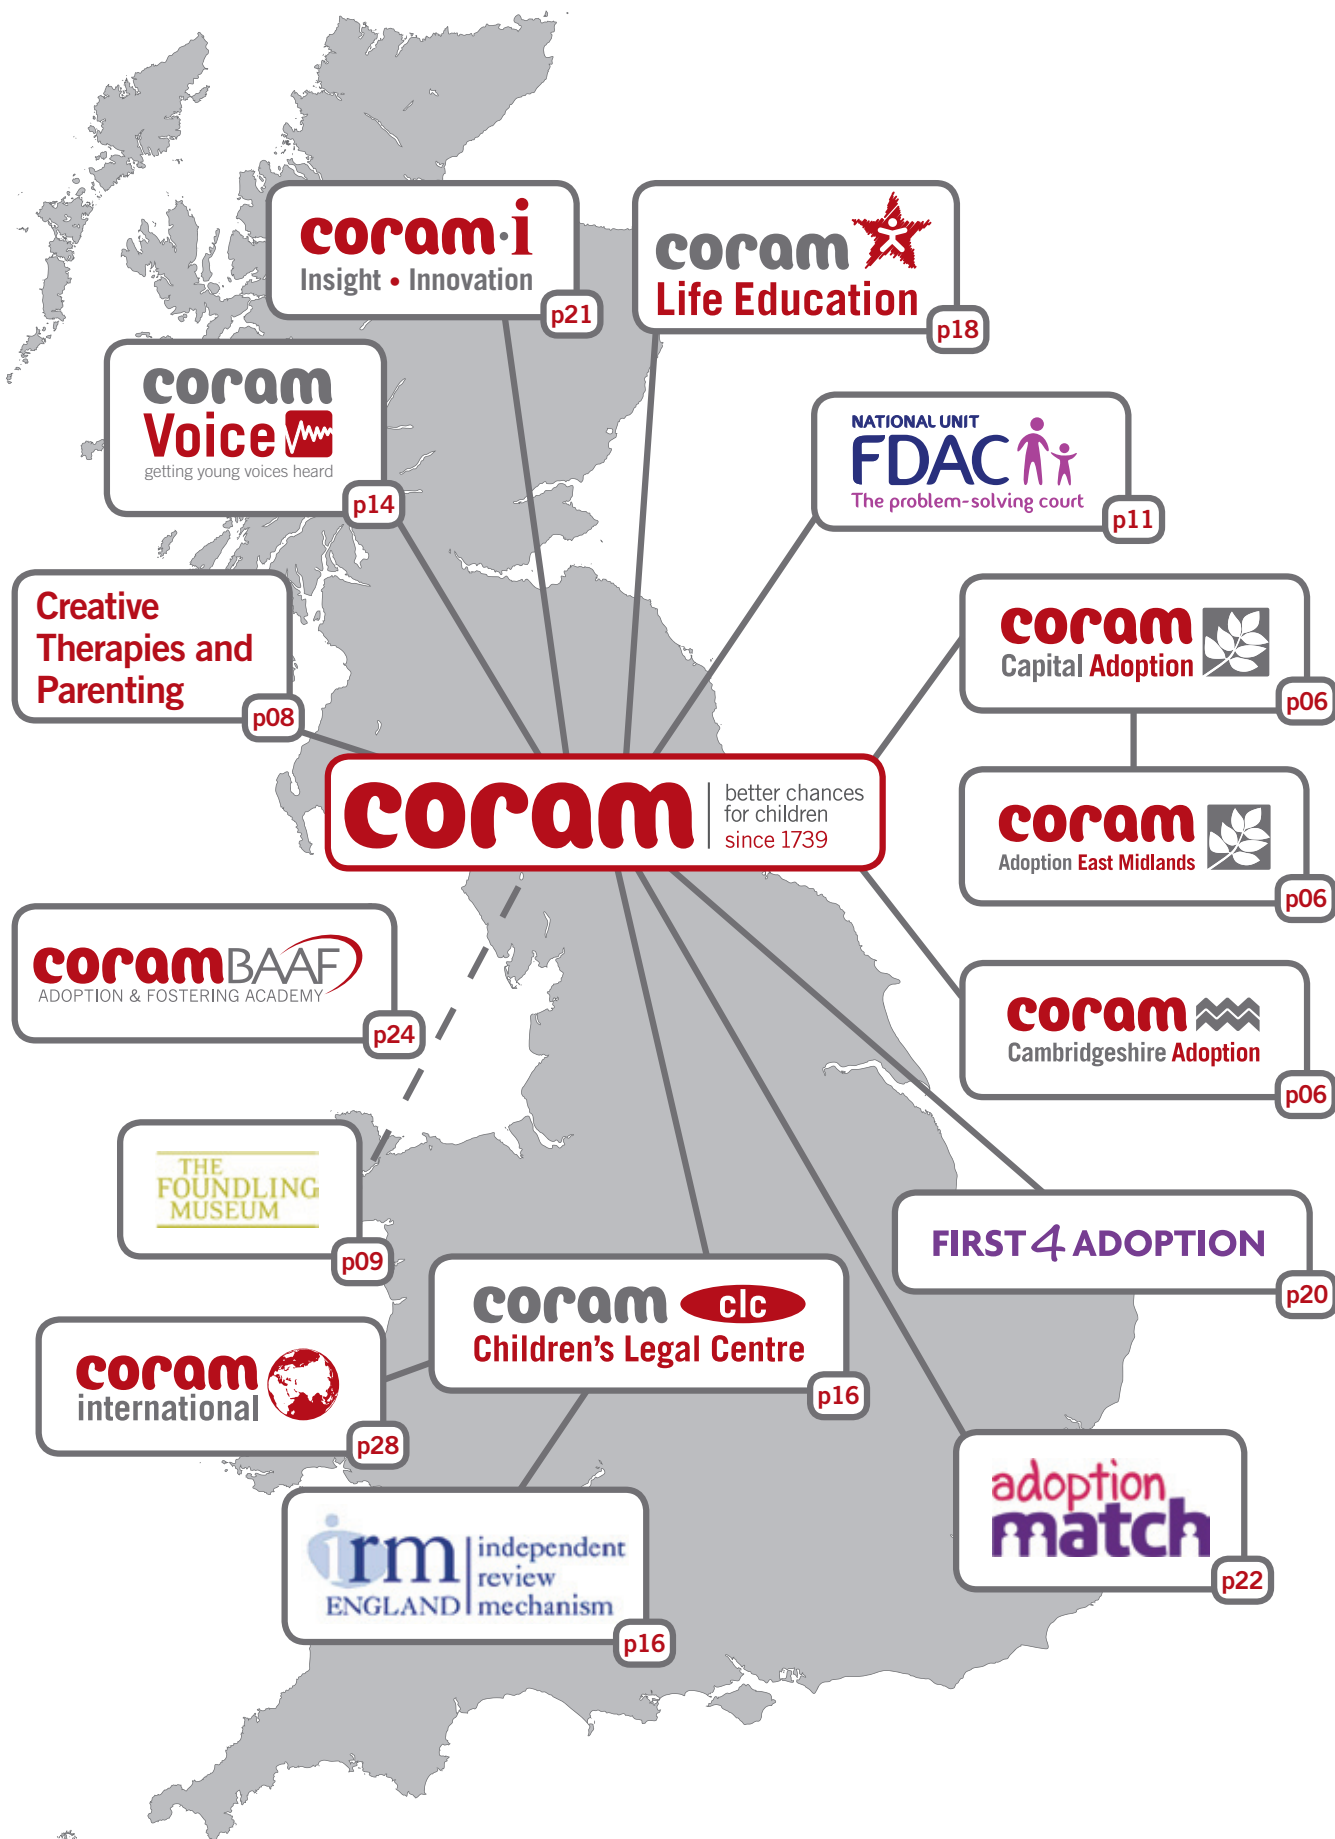 coram·i
Insight • Innovation
p21
coram
Life Education
p18
coram
Voice
getting young voices heard
p14
NATIONAL UNIT
FDAC
The problem-solving court
p11
Creative
Therapies and
Parenting
p08
coram
Capital Adoption
p06
coram
better chances
for children
since 1739
coram
Adoption East Midlands
p06
coramBAAF
ADOPTION & FOSTERING ACADEMY
p24
coram
Cambridgeshire Adoption
p06
THE
FOUNDLING
MUSEUM
p09
FIRST4ADOPTION
p20
coram clc
Children's Legal Centre
p16
coram
international
p28
adoption
match
p22
irm
ENGLAND
independent
review
mechanism
p16